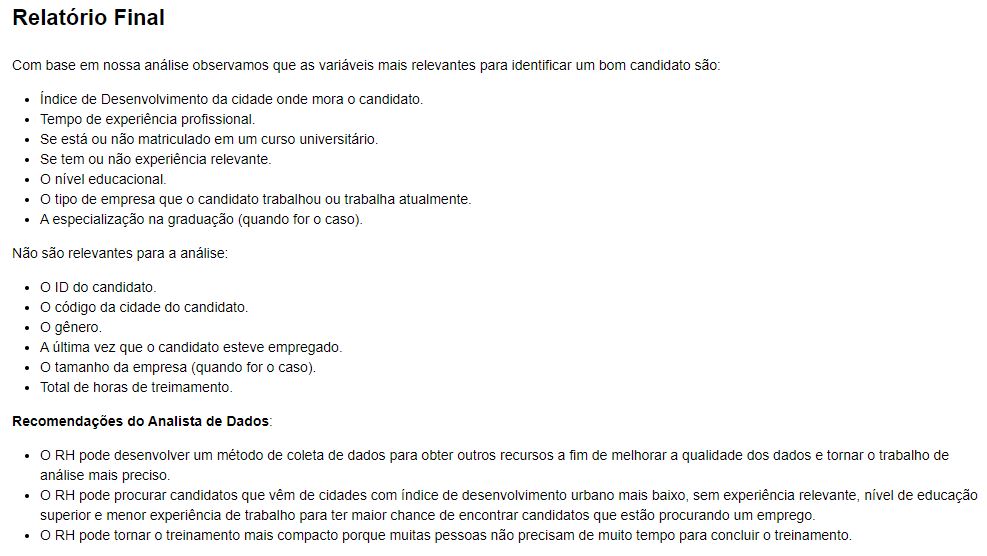 Relatório Final
Com base em nossa análise observamos que as variáveis mais relevantes para identificar um bom candidato são:
• Índice de Desenvolvimento da cidade onde mora o candidato.
• Tempo de experiência profissional.
• Se está ou não matriculado em um curso universitário.
• Se tem ou não experiência relevante.
• O nível educacional.
• O tipo de empresa que o candidato trabalhou ou trabalha atualmente.
• A especialização na graduação (quando for o caso).
Não são relevantes para a análise:
• O ID do candidato.
• O código da cidade do candidato.
• O gênero.
• A última vez que o candidato esteve empregado.
• O tamanho da empresa (quando for o caso).
• Total de horas de treimamento.
Recomendações do Analista de Dados:
• O RH pode desenvolver um método de coleta de dados para obter outros recursos a fim de melhorar a qualidade dos dados e tornar o trabalho de
análise mais preciso.
• O RH pode procurar candidatos que vêm de cidades com índice de desenvolvimento urbano mais baixo, sem experiência relevante, nível de educação
superior e menor experiência de trabalho para ter maior chance de encontrar candidatos que estão procurando um emprego.
• O RH pode tornar o treinamento mais compacto porque muitas pessoas não precisam de muito tempo para concluir o treinamento.